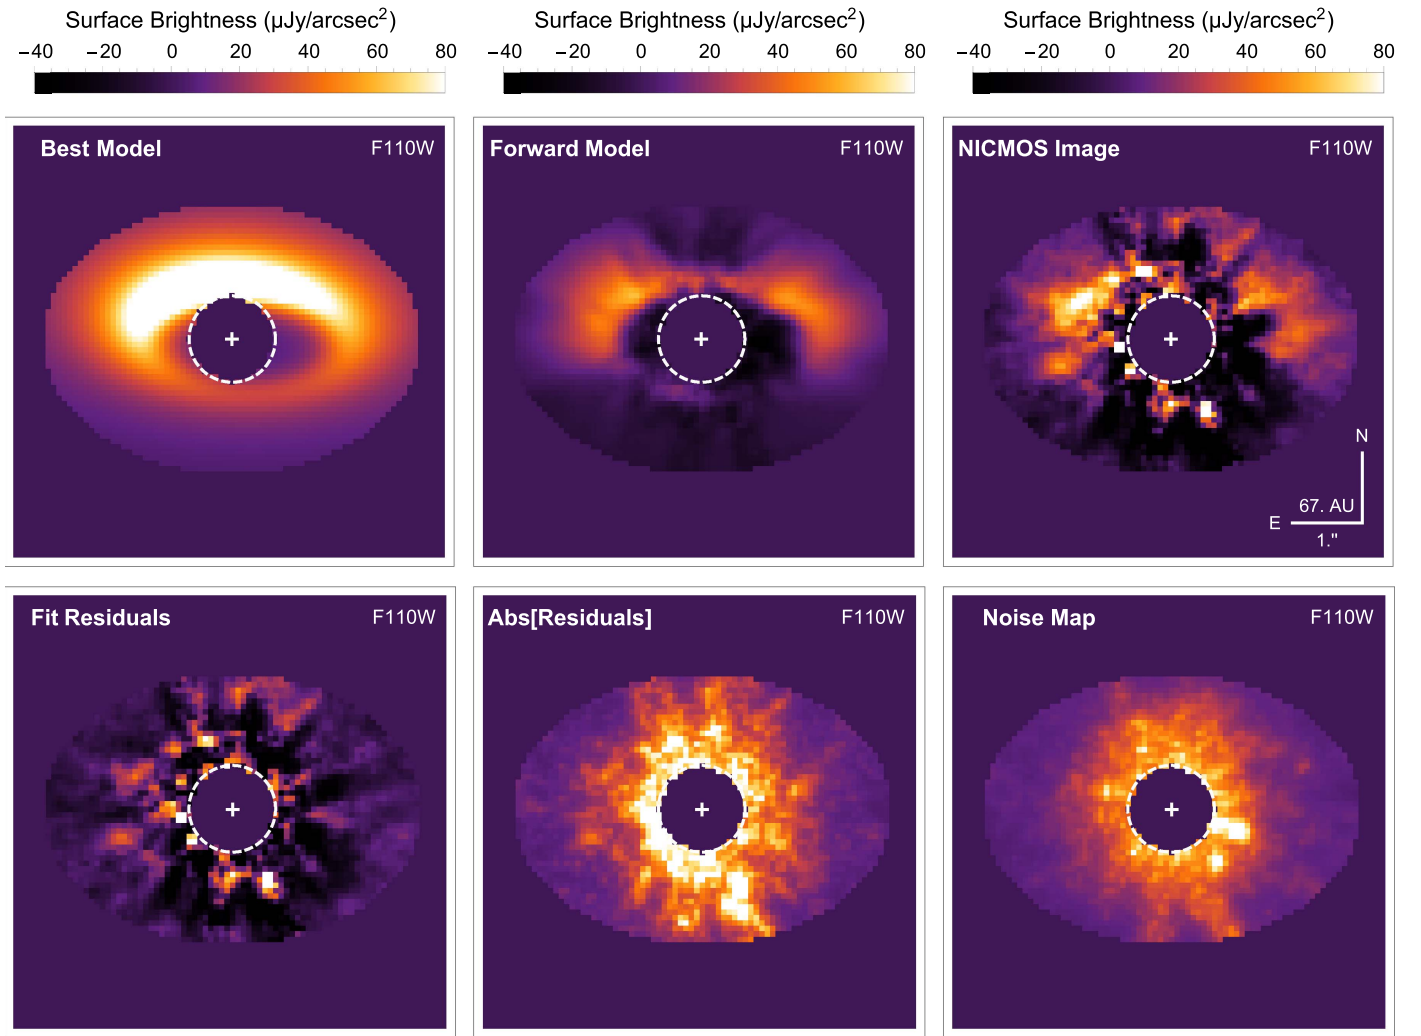 Surface Brightness (μJy/arcsec²) Surface Brightness (μJy/arcsec²) Surface Brightness (μJy/arcsec²)
−40 −20 0 20 40 60 80 −40 −20 0 20 40 60 80 −40 −20 0 20 40 60 80
Best Model F110W Forward Model F110W NICMOS Image F110W
N
67. AU
E
1."
Fit Residuals F110W Abs[Residuals] F110W Noise Map F110W